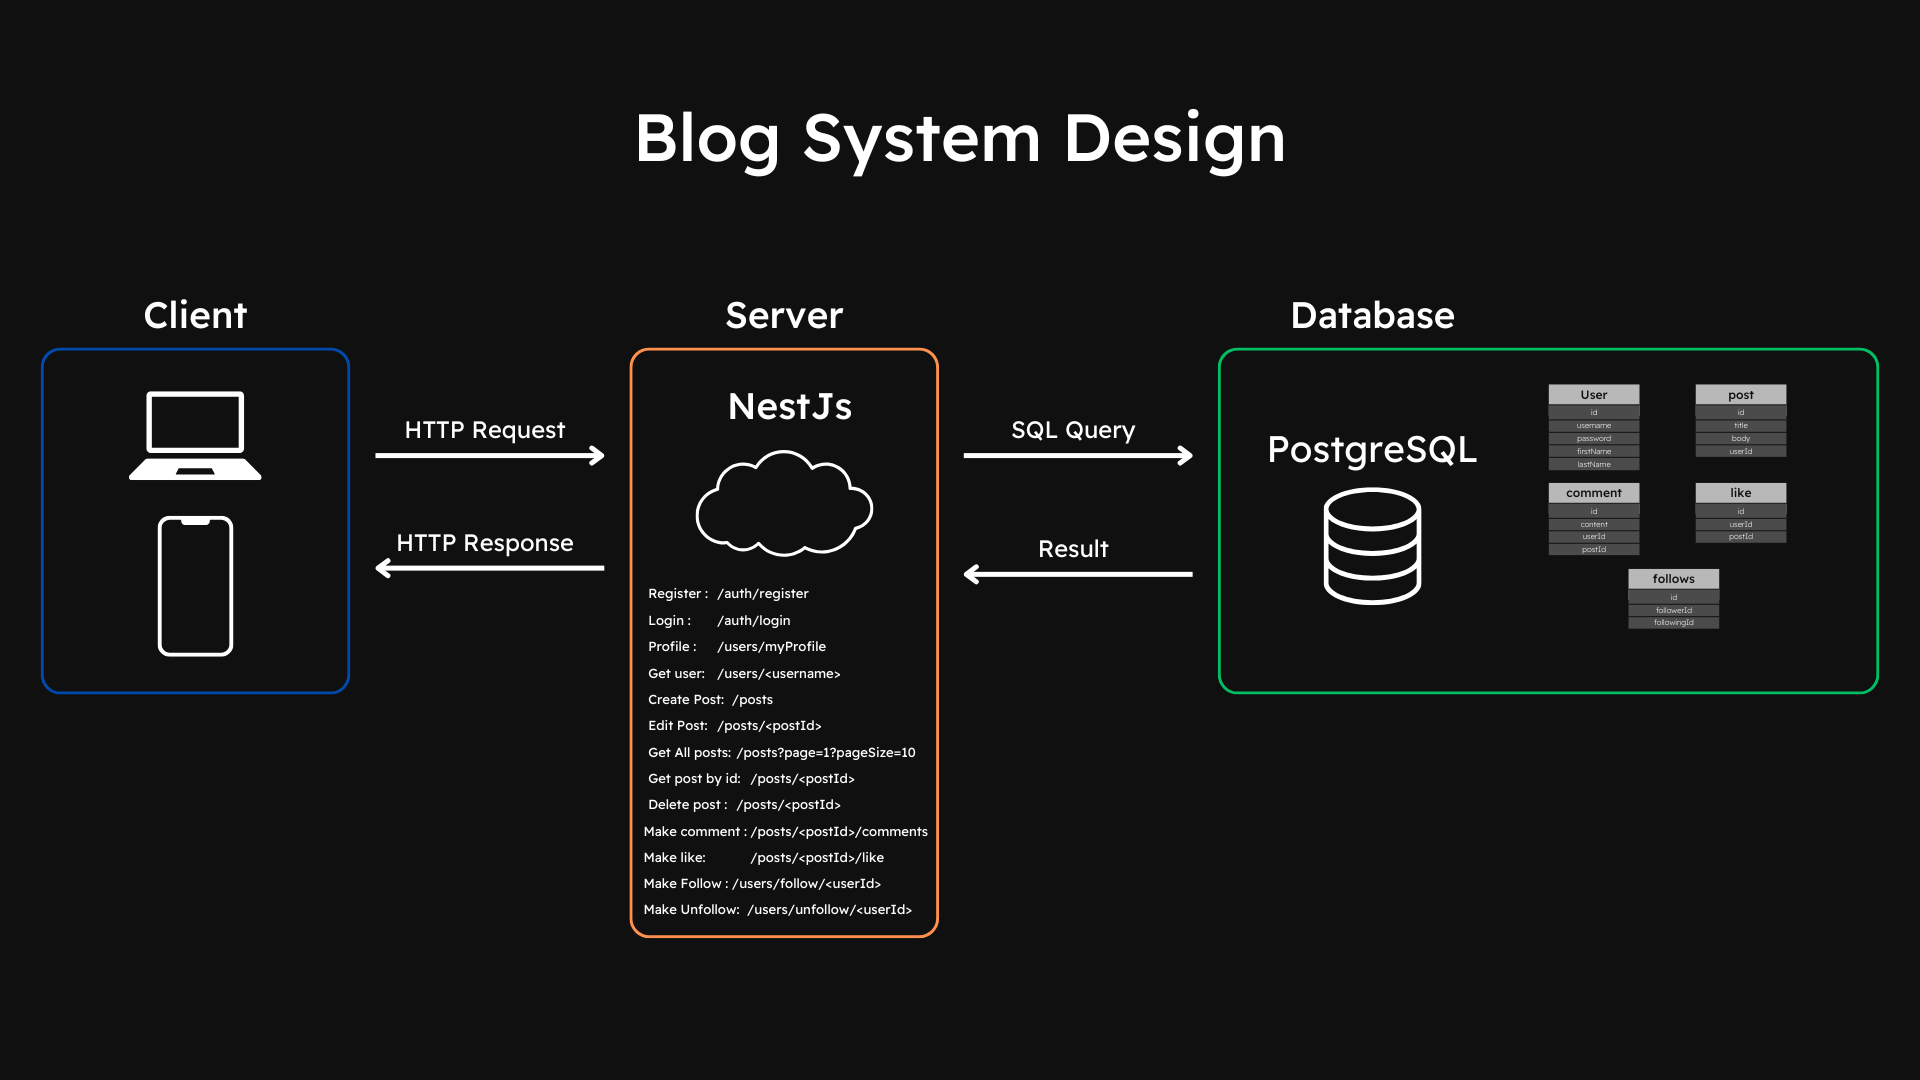 Blog System Design
Client
HTTP Request
HTTP Response
Server
NestJs
Register : /auth/register
Login : /auth/login
Profile : /users/myProfile
Get user: /users/<username>
Create Post: /posts
Edit Post: /posts/<postId>
Get All posts: /posts?page=1?pageSize=10
Get post by id: /posts/<postId>
Delete post : /posts/<postId>
Make comment : /posts/<postId>/comments
Make like: /posts/<postId>/like
Make Follow : /users/follow/<userId>
Make Unfollow: /users/unfollow/<userId>
SQL Query
Result
Database
PostgreSQL
User
id
username
password
firstName
lastName
post
id
title
body
userId
comment
id
content
userId
postId
like
id
userId
postId
follows
id
followerId
followingId